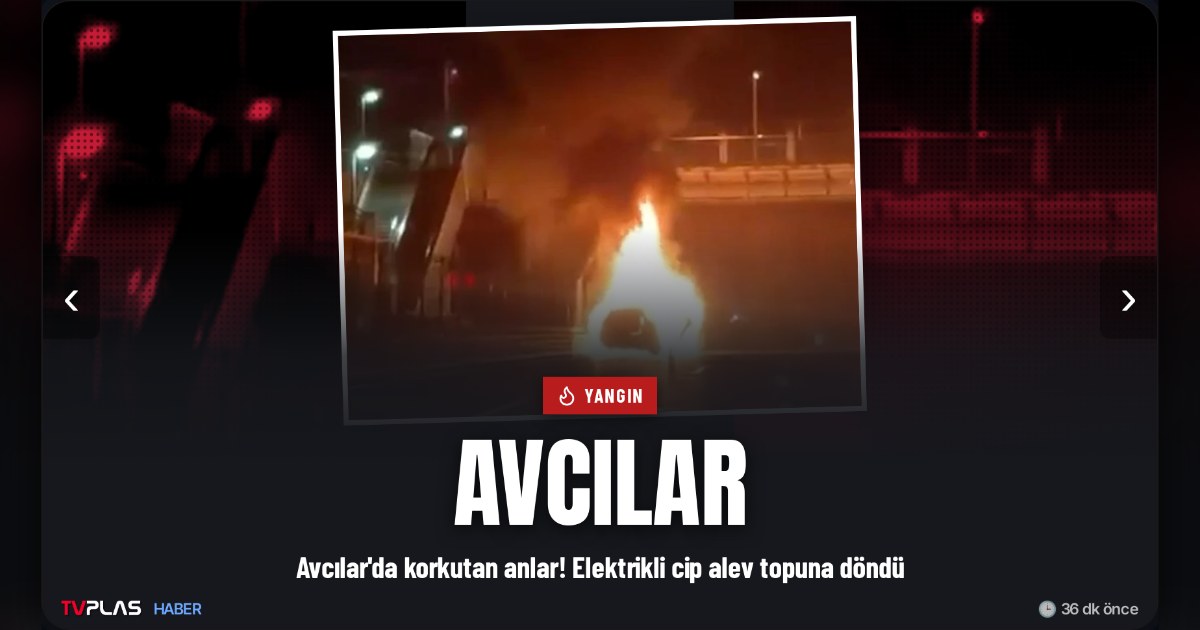 YANGIN
AVCILAR
Avcılar'da korkutan anlar! Elektrikli cip alev topuna döndü
TVPLAS HABER
36 dk önce